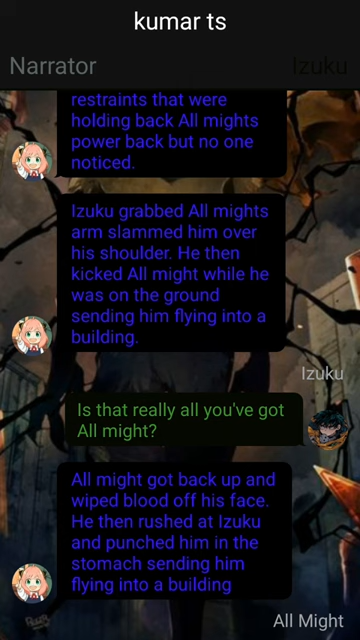 kumar ts
Narrator
Izuku
restraints that were
holding back All mights
power back but no one
noticed.
Izuku grabbed All mights
arm slammed him over
his shoulder. He then
kicked All might while he
was on the ground
sending him flying into a
building.
Izuku
Is that really all you've got
All might?
All might got back up and
wiped blood off his face.
He then rushed at Izuku
and punched him in the
stomach sending him
flying into a building
All Might